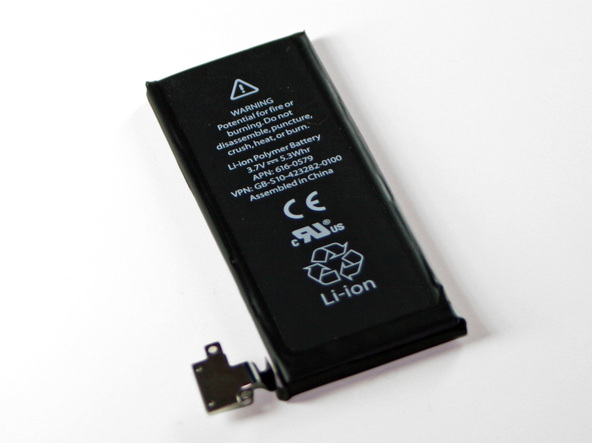 WARNING
Potential for fire or
burning. Do not
disassemble, puncture,
crush, heat, or burn.
Li-ion Polymer Battery
3.7V⎓5.3Whr
APN: 616-0579
VPN: GB-S10-423282-0100
Assembled in China
CE
c RU US
Li-ion